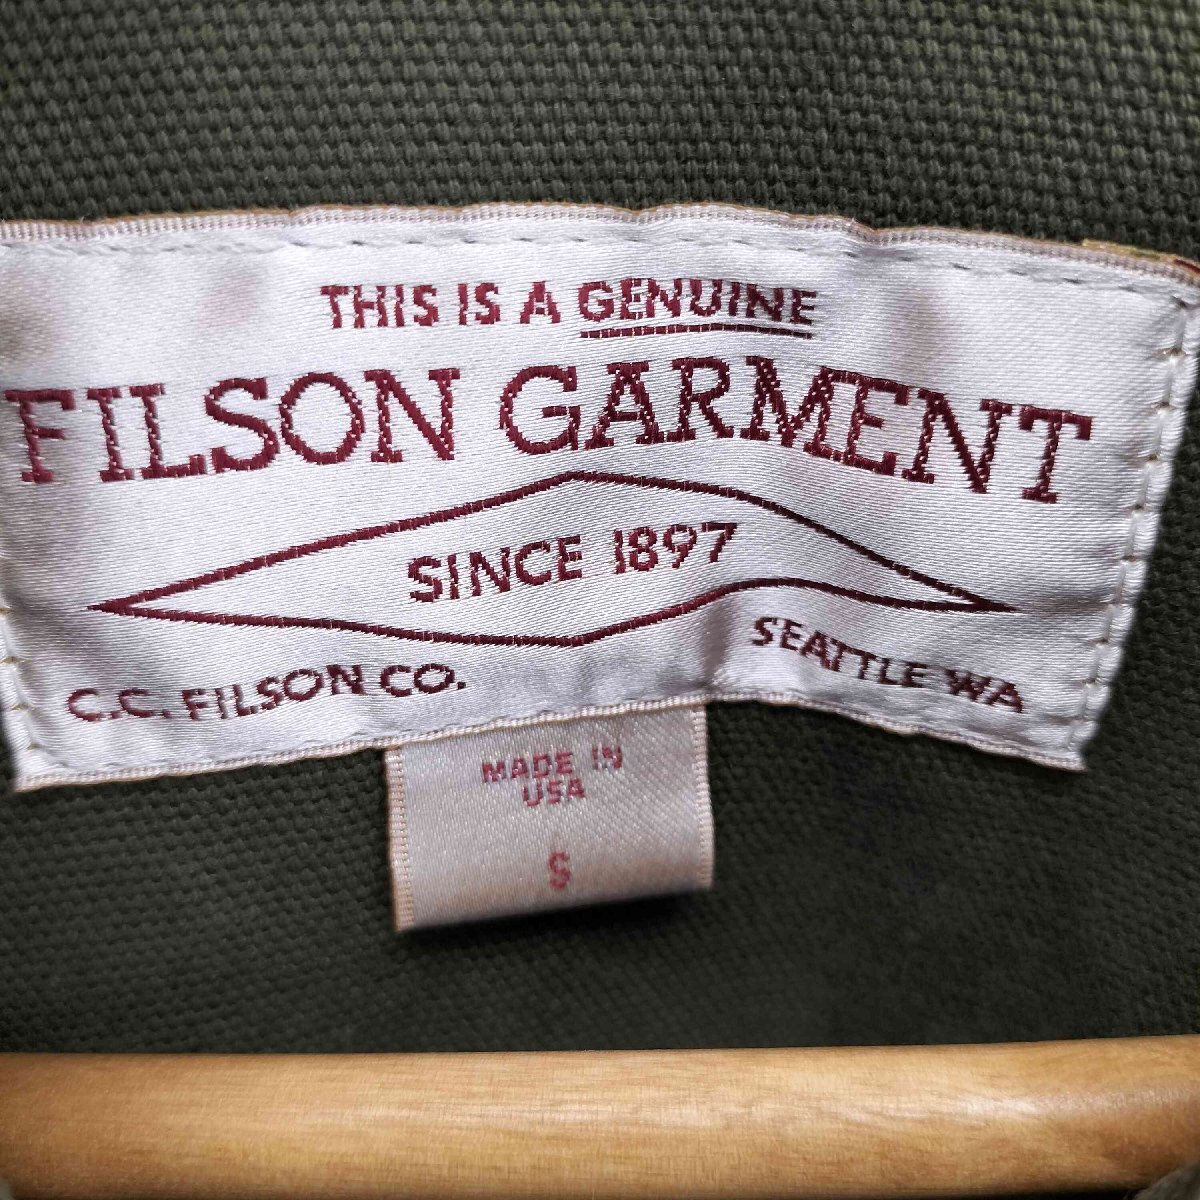 THIS IS A GENUINE
FILSON GARMENT
SINCE 1897
C.C. FILSON CO. SEATTLE WA
MADE IN
USA
S